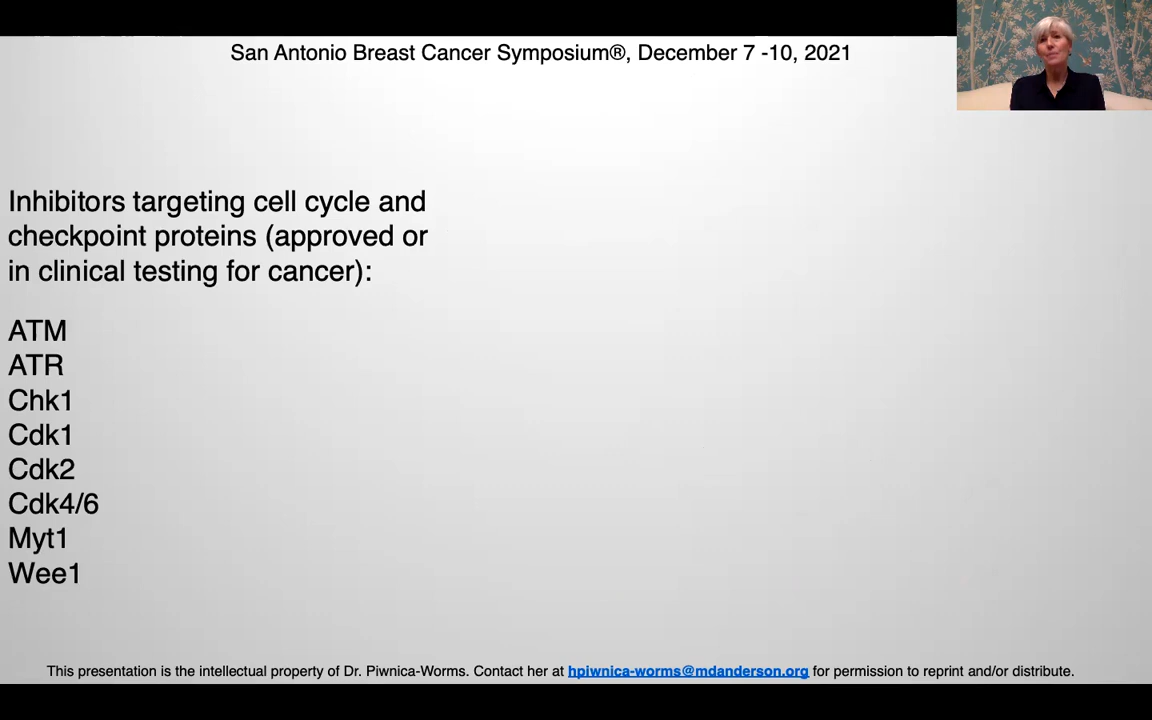 San Antonio Breast Cancer Symposium®, December 7 -10, 2021
Inhibitors targeting cell cycle and
checkpoint proteins (approved or
in clinical testing for cancer):
ATM
ATR
Chk1
Cdk1
Cdk2
Cdk4/6
Myt1
Wee1
This presentation is the intellectual property of Dr. Piwnica-Worms. Contact her at hpiwnica-worms@mdanderson.org for permission to reprint and/or distribute.